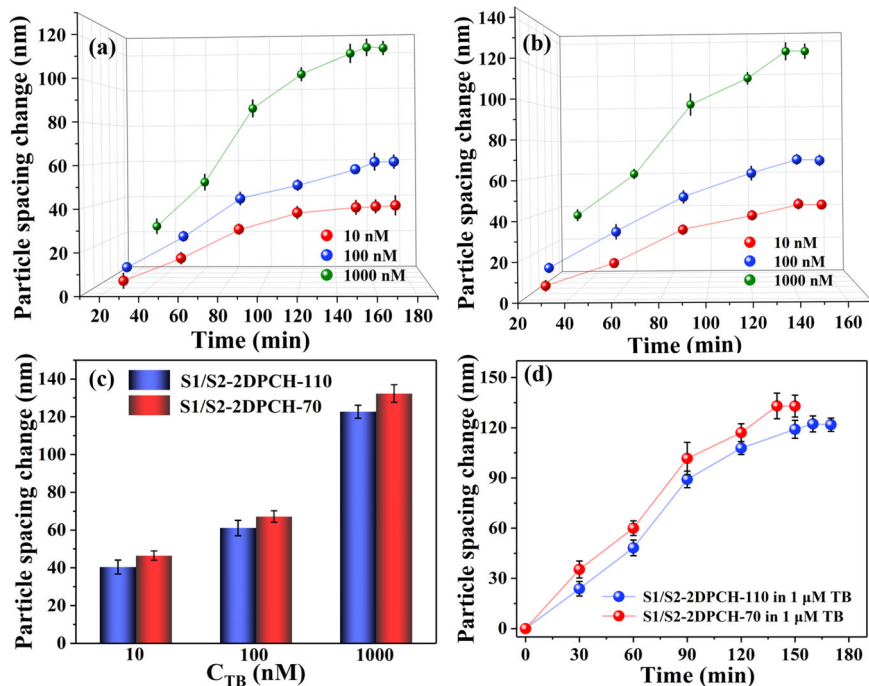 (a)
Particle spacing change (nm)
120
100
80
60
40
20
0
10 nM
100 nM
1000 nM
20 40 60 80 100 120 140 160 180
Time (min)
(b)
Particle spacing change (nm)
140
120
100
80
60
40
20
0
10 nM
100 nM
1000 nM
20 40 60 80 100 120 140 160
Time (min)
(c)
Particle spacing change (nm)
140
120
100
80
60
40
20
0
S1/S2-2DPCH-110
S1/S2-2DPCH-70
10 100 1000
C_TB (nM)
(d)
Particle spacing change (nm)
150
120
90
60
30
0
S1/S2-2DPCH-110 in 1 μM TB
S1/S2-2DPCH-70 in 1 μM TB
0 30 60 90 120 150 180
Time (min)